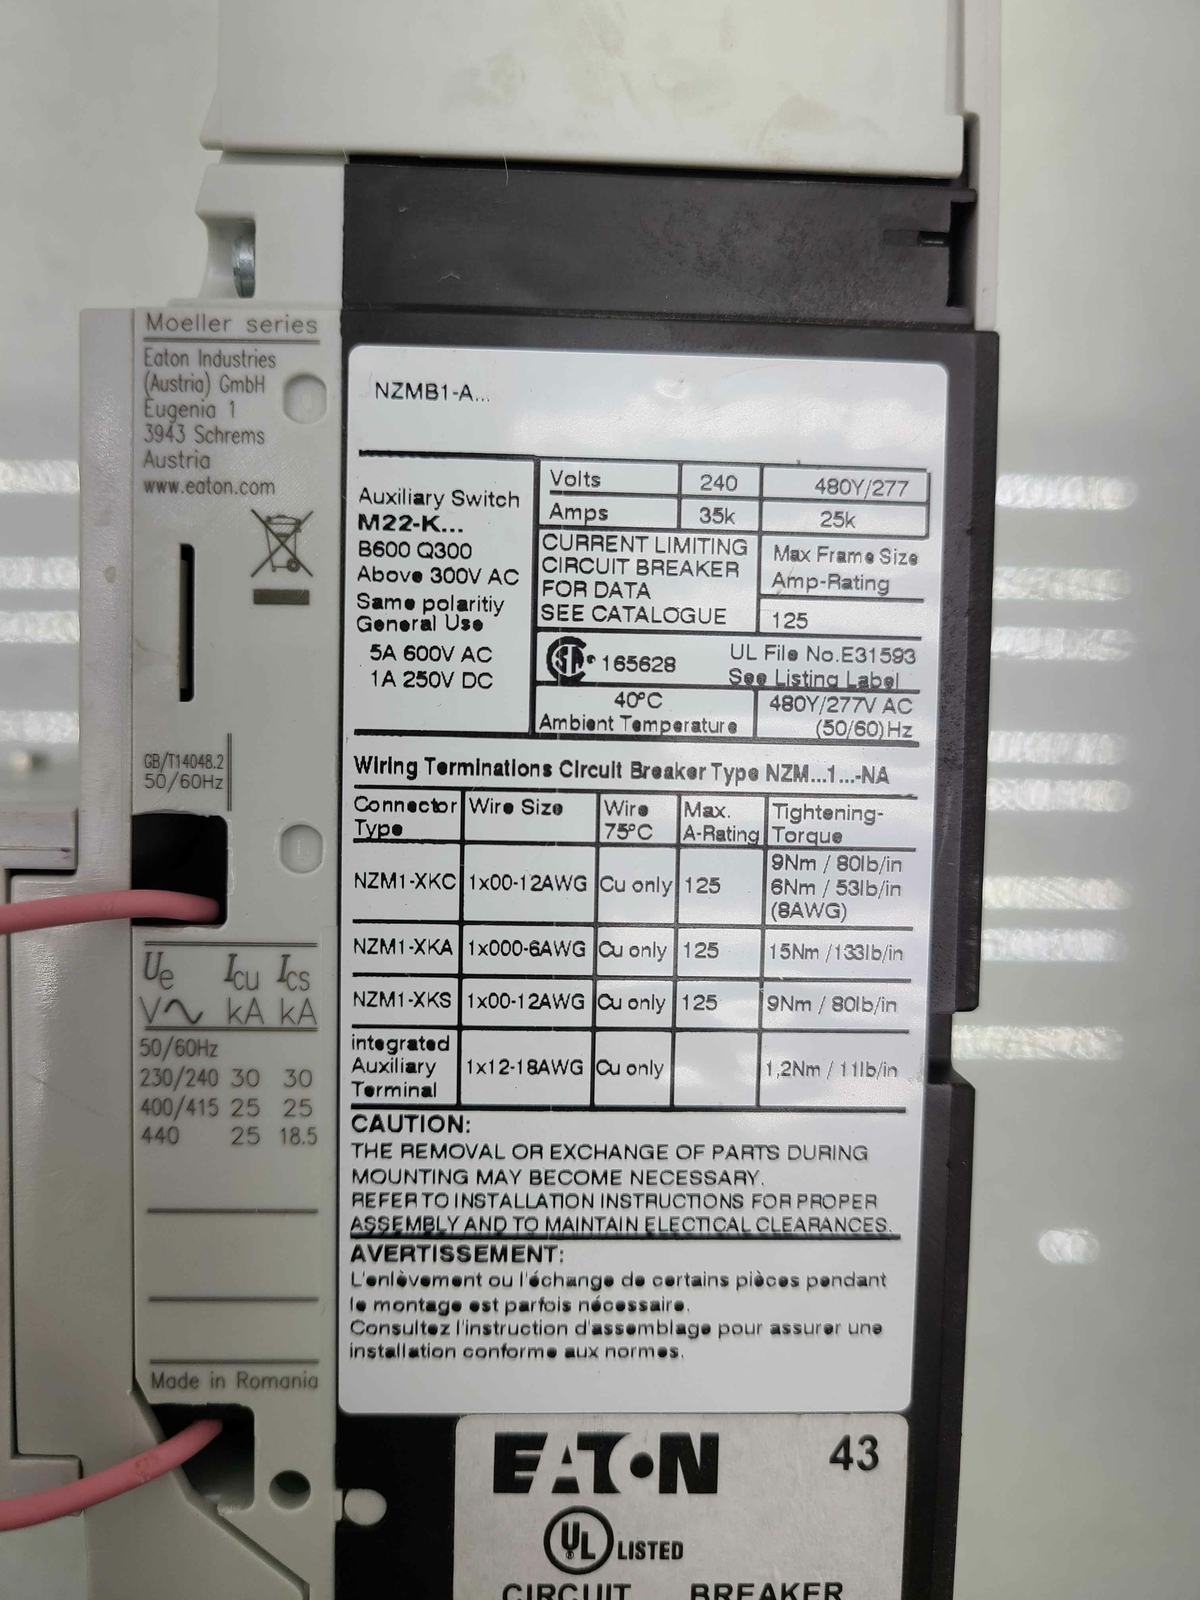 Moeller series
Eaton Industries
(Austria) GmbH
Eugenia 1
3943 Schrems
Austria
www.eaton.com
GB/T14048.2
50/60Hz
Ue Icu Ics
V kA kA
50/60Hz
230/240 30 30
400/415 25 25
440 25 18.5
Made in Romania
NZMB1-A...
Auxiliary Switch
M22-K...
B600 Q300
Above 300V AC
Same polaritiy
General Use
5A 600V AC
1A 250V DC
Volts 240 480Y/277
Amps 35k 25k
CURRENT LIMITING
CIRCUIT BREAKER
FOR DATA
SEE CATALOGUE
Max Frame Size
Amp-Rating
125
165628
UL File No.E31593
See Listing Label
40°C
Ambient Temperature
480Y/277V AC
(50/60)Hz
Wiring Terminations Circuit Breaker Type NZM...1...-NA
Connector Type Wire Size Wire 75°C Max. A-Rating Tightening-Torque
NZM1-XKC 1x00-12AWG Cu only 125 9Nm / 80lb/in
6Nm / 53lb/in
(8AWG)
NZM1-XKA 1x000-6AWG Cu only 125 15Nm /133lb/in
NZM1-XKS 1x00-12AWG Cu only 125 9Nm / 80lb/in
integrated
Auxiliary
Terminal
1x12-18AWG Cu only 1,2Nm / 11lb/in
CAUTION:
THE REMOVAL OR EXCHANGE OF PARTS DURING
MOUNTING MAY BECOME NECESSARY.
REFER TO INSTALLATION INSTRUCTIONS FOR PROPER
ASSEMBLY AND TO MAINTAIN ELECTICAL CLEARANCES.
AVERTISSEMENT:
L'enlèvement ou l'échange de certains pièces pendant
le montage est parfois nécessaire.
Consultez l'instruction d'assemblage pour assurer une
installation conforme aux normes.
EATON 43
UL LISTED
CIRCUIT BREAKER